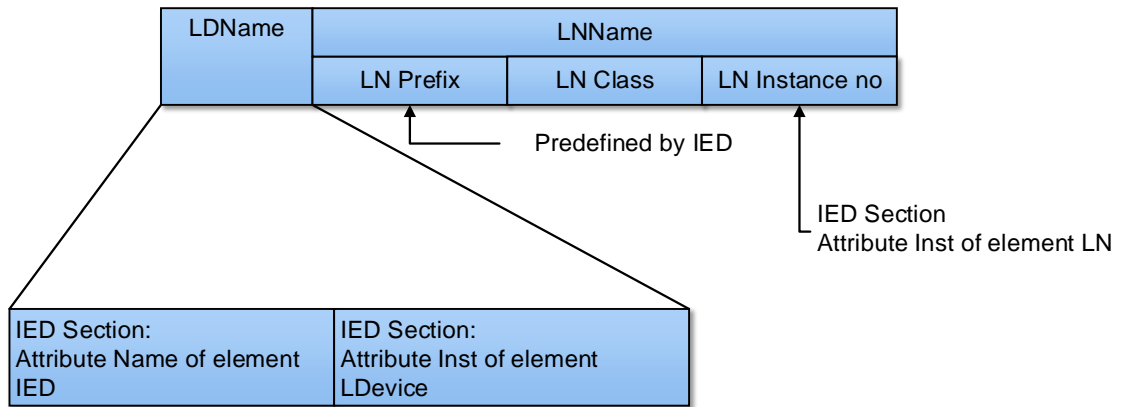 LDName
LNName
LN Prefix
LN Class
LN Instance no
Predefined by IED
IED Section
Attribute Inst of element LN
IED Section:
Attribute Name of element
IED
IED Section:
Attribute Inst of element
LDevice